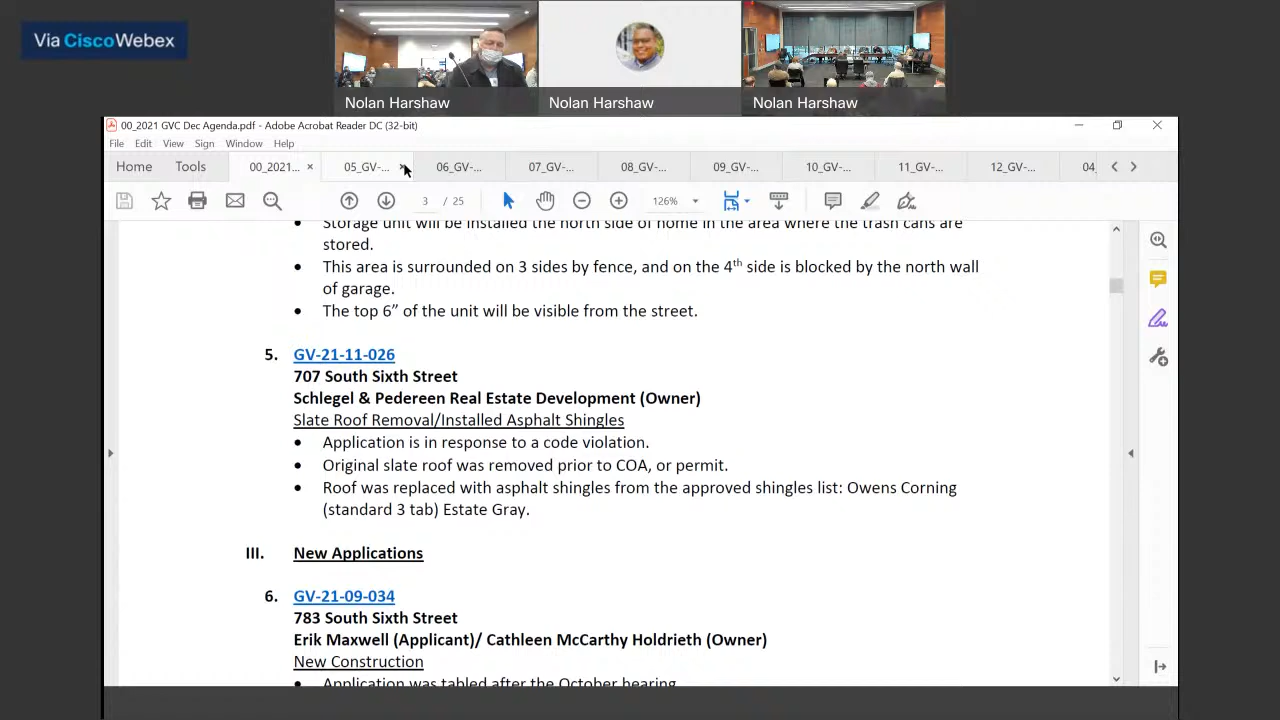 Via Cisco Webex
Nolan Harshaw
Nolan Harshaw
Nolan Harshaw
00_2021 GVC Dec Agenda.pdf - Adobe Acrobat Reader DC (32-bit)
File Edit View Sign Window Help
Home Tools 00_2021... × 05_GV-... 06_GV-... 07_GV-... 08_GV-... 09_GV-... 10_GV-... 11_GV-... 12_GV-... 04_
3 / 25 126%
Storage unit will be installed the north side of home in the area where the trash cans are
stored.
• This area is surrounded on 3 sides by fence, and on the 4th side is blocked by the north wall
of garage.
• The top 6” of the unit will be visible from the street.
5. GV-21-11-026
707 South Sixth Street
Schlegel & Pedereen Real Estate Development (Owner)
Slate Roof Removal/Installed Asphalt Shingles
• Application is in response to a code violation.
• Original slate roof was removed prior to COA, or permit.
• Roof was replaced with asphalt shingles from the approved shingles list: Owens Corning
(standard 3 tab) Estate Gray.
III. New Applications
6. GV-21-09-034
783 South Sixth Street
Erik Maxwell (Applicant)/ Cathleen McCarthy Holdrieth (Owner)
New Construction
• Application was tabled after the October hearing.